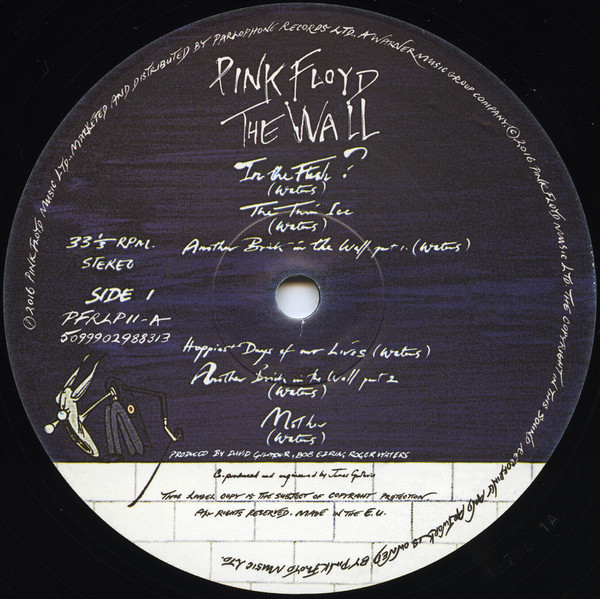 PINK FLOYD
THE WALL
In the Flesh?
(Waters)
The Thin Ice
(Waters)
Another Brick in the Wall part 1. (Waters)
33 1/3 RPM.
STEREO
SIDE 1
PFRLP11-A
5099902988313
Happiest Days of our Lives (Waters)
Another Brick in the Wall part 2
(Waters)
Mother
(Waters)
PRODUCED BY DAVID GILMOUR, BOB EZRIN, ROGER WATERS
Co-produced and engineered by James Guthrie
THIS LABEL COPY IS THE SUBJECT OF COPYRIGHT PROTECTION
ALL RIGHTS RESERVED. MADE IN THE E.U.
Ⓟ 2016 PINK FLOYD MUSIC LTD. MARKETED AND DISTRIBUTED BY PARLOPHONE RECORDS LTD. A WARNER MUSIC GROUP COMPANY. © 2016 PINK FLOYD MUSIC LTD THE COPYRIGHT IN THIS SOUND RECORDING AND ARTWORK IS OWNED BY PINK FLOYD MUSIC LTD.